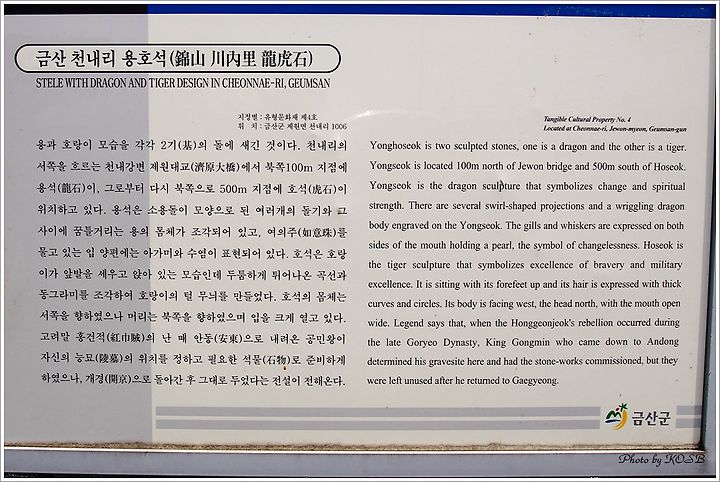 금산 천내리 용호석(錦山 川內里 龍虎石)
STELE WITH DRAGON AND TIGER DESIGN IN CHEONNAE-RI, GEUMSAN
지정별 : 유형문화재 제4호
위 치 : 금산군 제원면 천내리 1006
용과 호랑이 모습을 각각 2기(基)의 돌에 새긴 것이다. 천내리의
서쪽을 흐르는 천내강변 제원대교(濟原大橋)에서 북쪽100m 지점에
용석(龍石)이, 그로부터 다시 북쪽으로 500m 지점에 호석(虎石)이
위치하고 있다. 용석은 소용돌이 모양으로 된 여러개의 돌기와 그
사이에 꿈틀거리는 용의 몸체가 조각되어 있고, 여의주(如意珠)를
물고 있는 입 양편에는 아가미와 수염이 표현되어 있다. 호석은 호랑
이가 앞발을 세우고 앉아 있는 모습인데 두툼하게 튀어나온 곡선과
동그라미를 조각하여 호랑이의 털 무늬를 만들었다. 호석의 몸체는
서쪽을 향하였으나 머리는 북쪽을 향하였으며 입을 크게 열고 있다.
고려말 홍건적(紅巾賊)의 난 때 안동(安東)으로 내려온 공민왕이
자신의 능묘(陵墓)의 위치를 정하고 필요한 석물(石物)로 준비하게
하였으나, 개경(開京)으로 돌아간 후 그대로 두었다는 전설이 전해온다.
Tangible Cultural Property No. 4
Located at Cheonnae-ri, Jewon-myeon, Geumsan-gun
Yonghoseok is two sculpted stones, one is a dragon and the other is a tiger.
Yongseok is located 100m north of Jewon bridge and 500m south of Hoseok.
Yongseok is the dragon sculpture that symbolizes change and spiritual
strength. There are several swirl-shaped projections and a wriggling dragon
body engraved on the Yongseok. The gills and whiskers are expressed on both
sides of the mouth holding a pearl, the symbol of changelessness. Hoseok is
the tiger sculpture that symbolizes excellence of bravery and military
excellence. It is sitting with its forefeet up and its hair is expressed with thick
curves and circles. Its body is facing west, the head north, with the mouth open
wide. Legend says that, when the Honggeonjeok's rebellion occurred during
the late Goryeo Dynasty, King Gongmin who came down to Andong
determined his gravesite here and had the stone-works commissioned, but they
were left unused after he returned to Gaegyeong.
금산군
Photo by KOSB